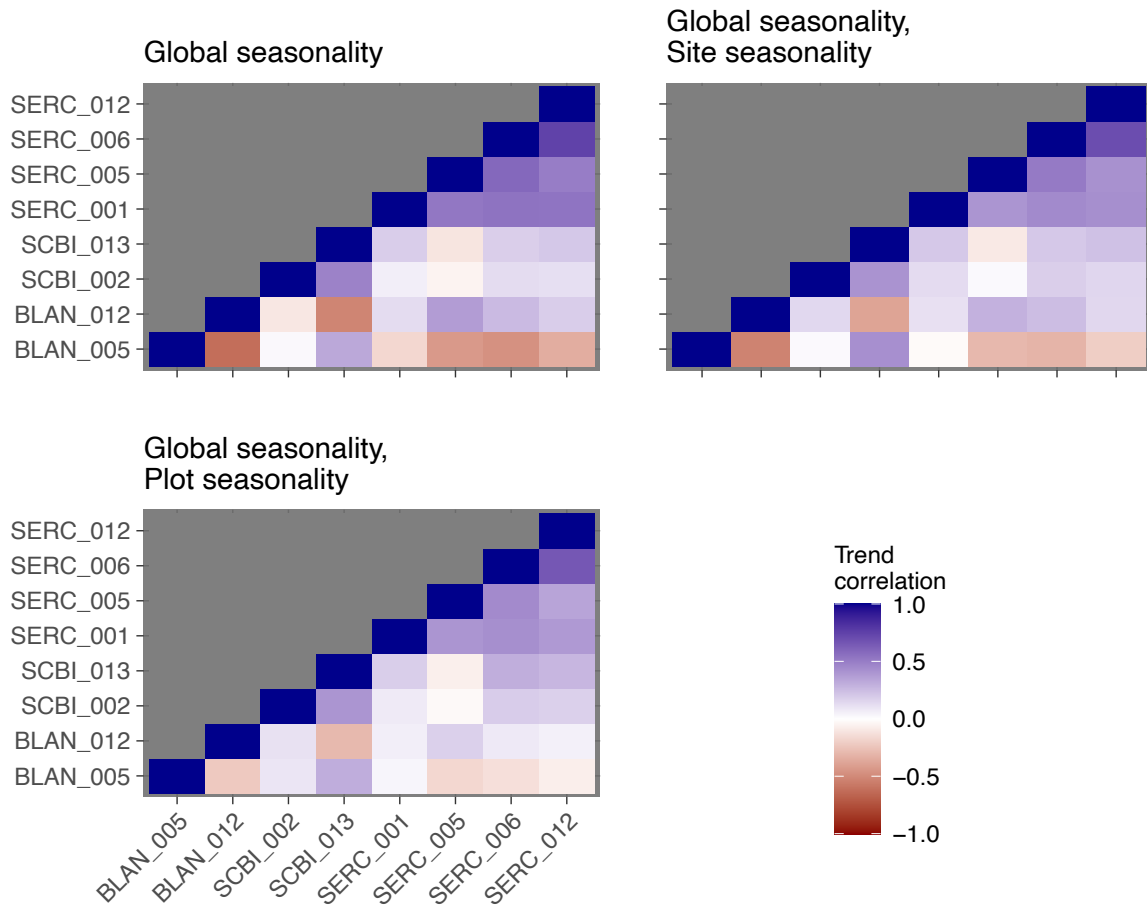 Global seasonality
Global seasonality,
Site seasonality
SERC_012
SERC_006
SERC_005
SERC_001
SCBI_013
SCBI_002
BLAN_012
BLAN_005
Global seasonality,
Plot seasonality
SERC_012
SERC_006
SERC_005
SERC_001
SCBI_013
SCBI_002
BLAN_012
BLAN_005
BLAN_005
BLAN_012
SCBI_002
SCBI_013
SERC_001
SERC_005
SERC_006
SERC_012
Trend
correlation
1.0
0.5
0.0
−0.5
−1.0